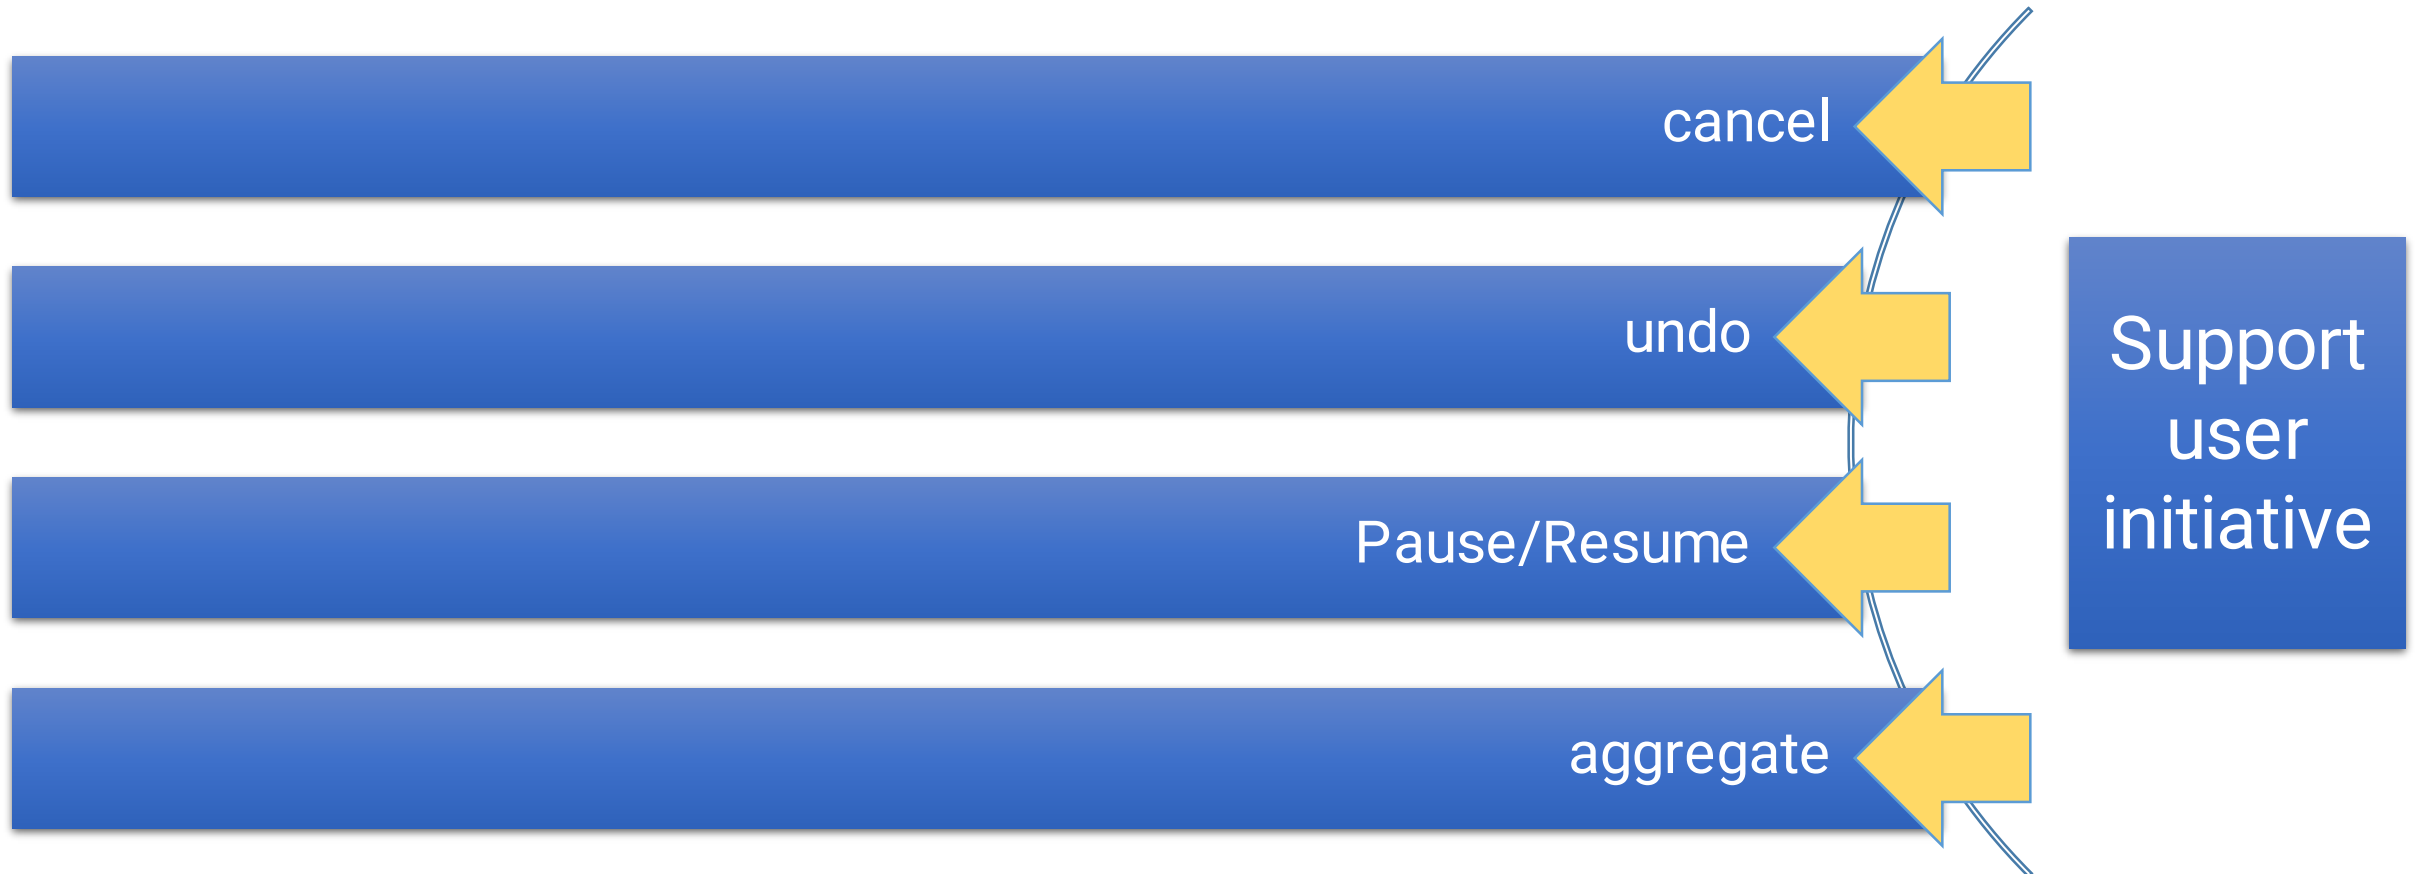 cancel
undo
Pause/Resume
aggregate
Support
user
initiative